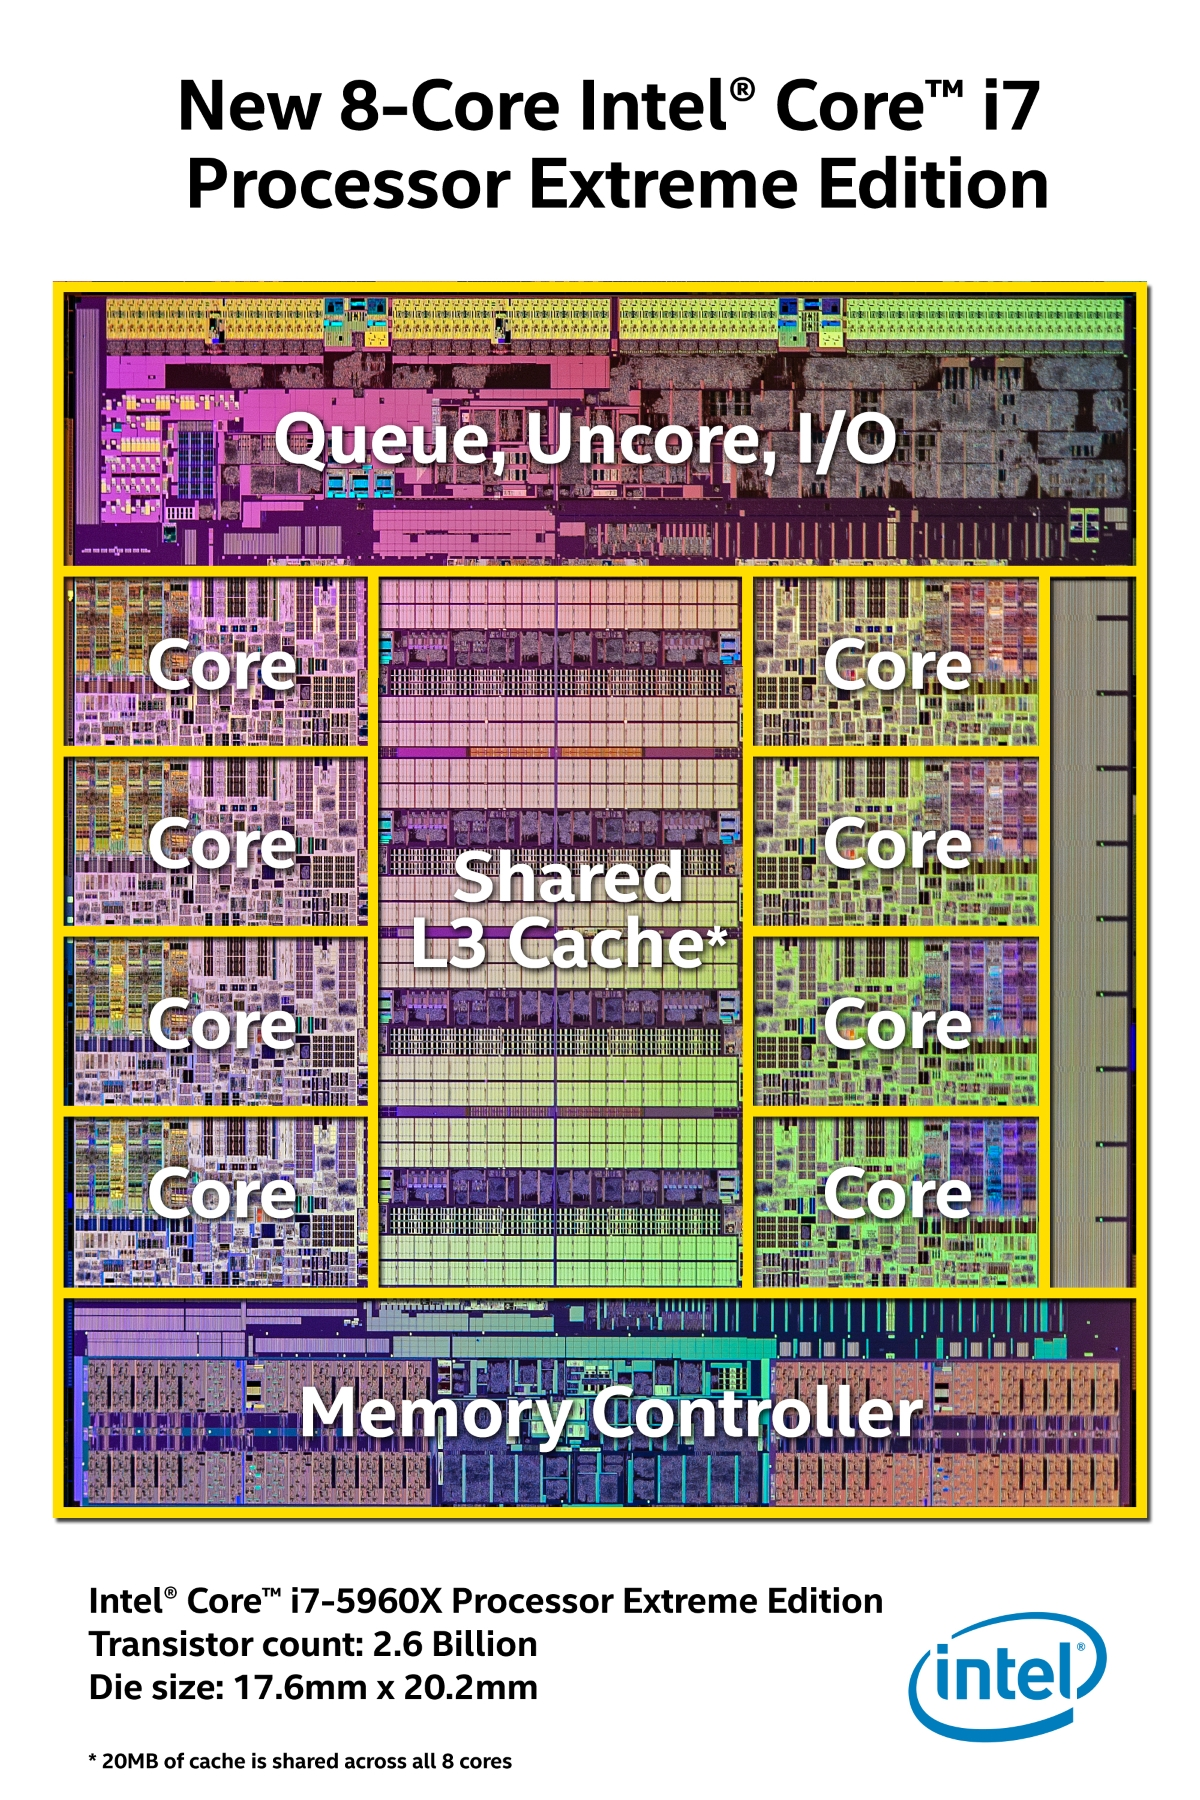 New 8-Core Intel® Core™ i7
Processor Extreme Edition
Queue, Uncore, I/O
Core
Core
Core
Core
Shared
L3 Cache*
Core
Core
Core
Core
Memory Controller
Intel® Core™ i7-5960X Processor Extreme Edition
Transistor count: 2.6 Billion
Die size: 17.6mm x 20.2mm
* 20MB of cache is shared across all 8 cores
intel®